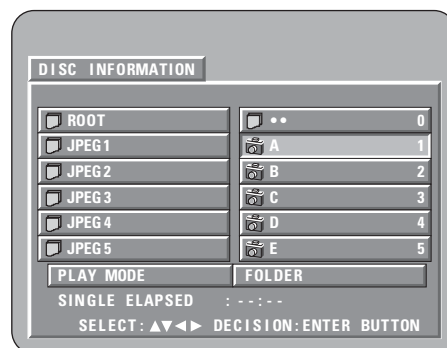 DISC INFORMATION
ROOT •• 0
JPEG1 A 1
JPEG2 B 2
JPEG3 C 3
JPEG4 D 4
JPEG5 E 5
PLAY MODE FOLDER
SINGLE ELAPSED :--:--
SELECT:▲▼◀▶ DECISION:ENTER BUTTON